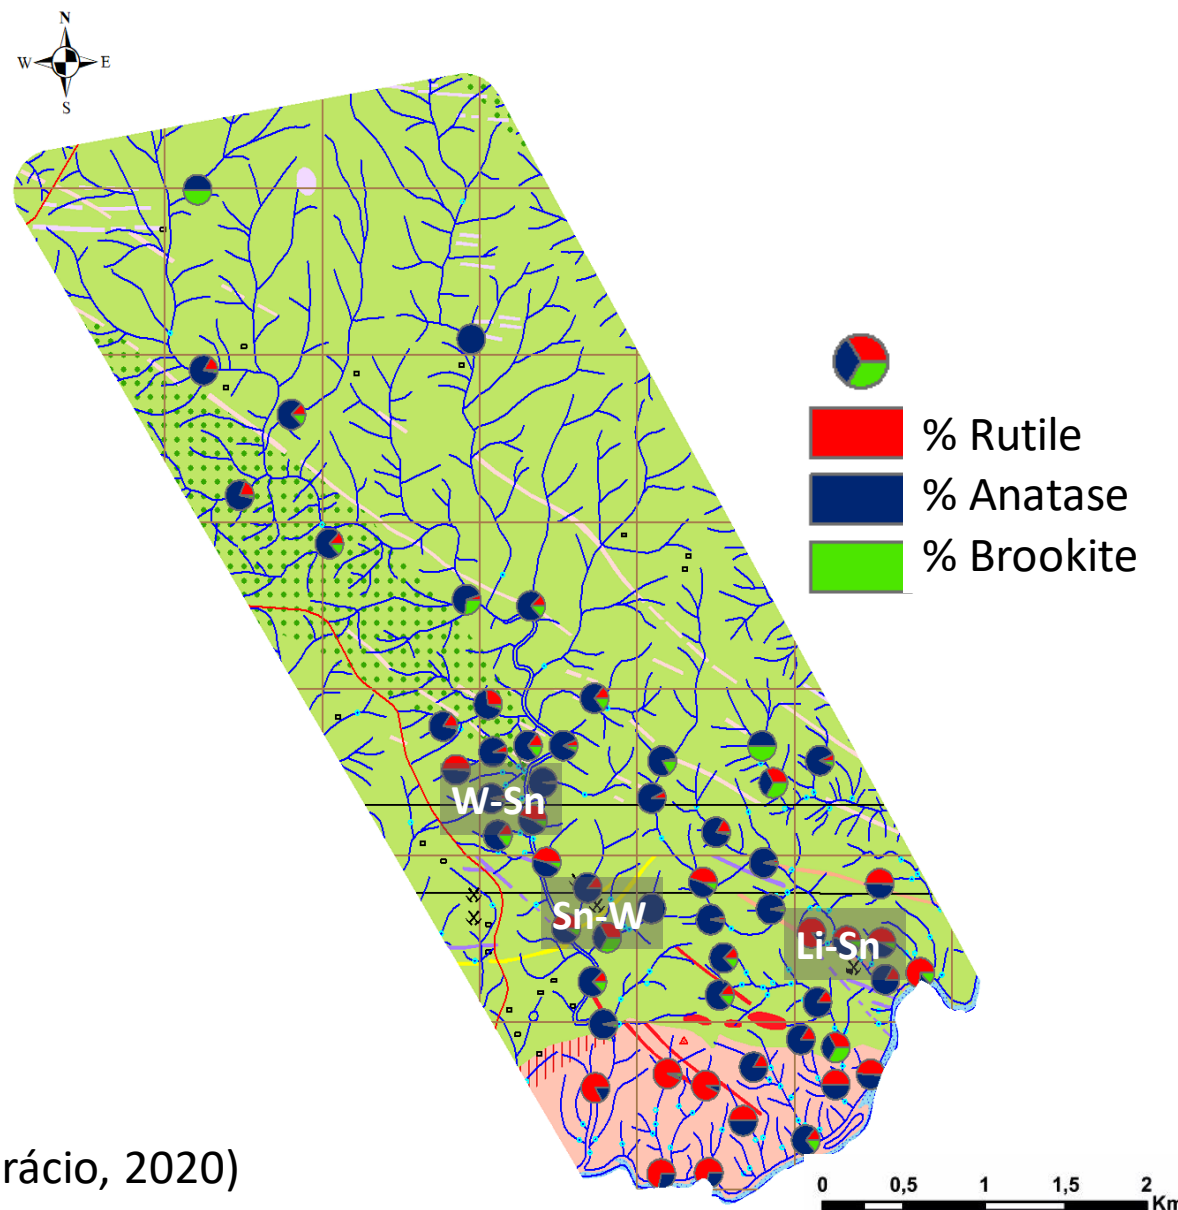 N
W E
S
% Rutile
% Anatase
% Brookite
W-Sn
Sn-W
Li-Sn
rácio, 2020)
0 0,5 1 1,5 2
Km